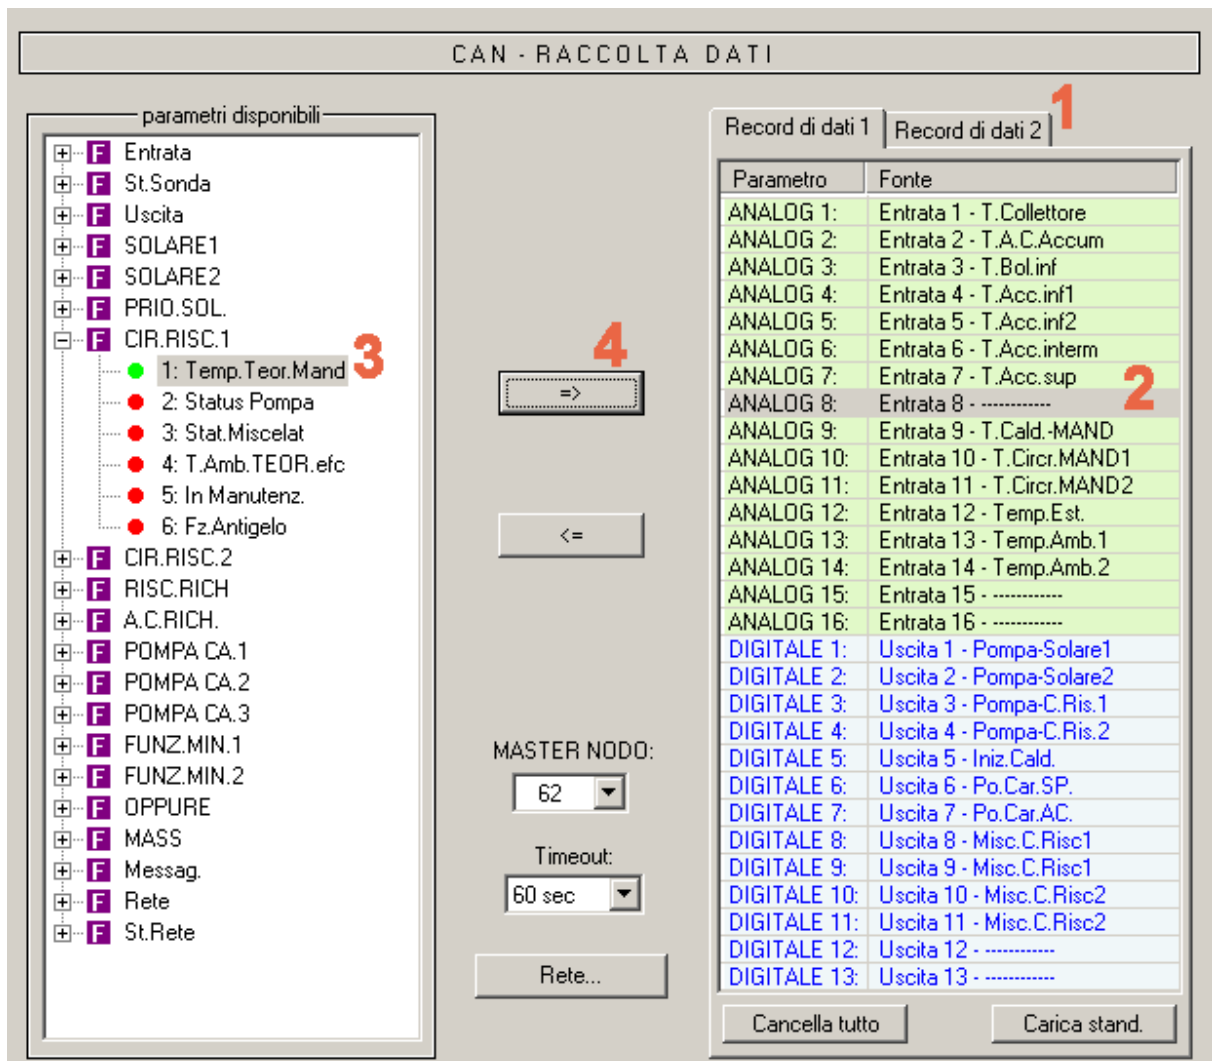 CAN - RACCOLTA DATI
parametri disponibili
Entrata
St.Sonda
Uscita
SOLARE1
SOLARE2
PRIO.SOL.
CIR.RISC.1
1: Temp.Teor.Mand 3
2: Status Pompa
3: Stat.Miscelat
4: T.Amb.TEOR.efc
5: In Manutenz.
6: Fz.Antigelo
CIR.RISC.2
RISC.RICH
A.C.RICH.
POMPA CA.1
POMPA CA.2
POMPA CA.3
FUNZ.MIN.1
FUNZ.MIN.2
OPPURE
MASS
Messag.
Rete
St.Rete
4
=>
<=
MASTER NODO:
62
Timeout:
60 sec
Rete...
Record di dati 1 Record di dati 2 1
Parametro Fonte
ANALOG 1: Entrata 1 - T.Collettore
ANALOG 2: Entrata 2 - T.A.C.Accum
ANALOG 3: Entrata 3 - T.Bol.inf
ANALOG 4: Entrata 4 - T.Acc.inf1
ANALOG 5: Entrata 5 - T.Acc.inf2
ANALOG 6: Entrata 6 - T.Acc.interm
ANALOG 7: Entrata 7 - T.Acc.sup
ANALOG 8: Entrata 8 - ------------ 2
ANALOG 9: Entrata 9 - T.Cald.-MAND
ANALOG 10: Entrata 10 - T.Circr.MAND1
ANALOG 11: Entrata 11 - T.Circr.MAND2
ANALOG 12: Entrata 12 - Temp.Est.
ANALOG 13: Entrata 13 - Temp.Amb.1
ANALOG 14: Entrata 14 - Temp.Amb.2
ANALOG 15: Entrata 15 - ------------
ANALOG 16: Entrata 16 - ------------
DIGITALE 1: Uscita 1 - Pompa-Solare1
DIGITALE 2: Uscita 2 - Pompa-Solare2
DIGITALE 3: Uscita 3 - Pompa-C.Ris.1
DIGITALE 4: Uscita 4 - Pompa-C.Ris.2
DIGITALE 5: Uscita 5 - Iniz.Cald.
DIGITALE 6: Uscita 6 - Po.Car.SP.
DIGITALE 7: Uscita 7 - Po.Car.AC.
DIGITALE 8: Uscita 8 - Misc.C.Risc1
DIGITALE 9: Uscita 9 - Misc.C.Risc1
DIGITALE 10: Uscita 10 - Misc.C.Risc2
DIGITALE 11: Uscita 11 - Misc.C.Risc2
DIGITALE 12: Uscita 12 - ------------
DIGITALE 13: Uscita 13 - ------------
Cancella tutto Carica stand.